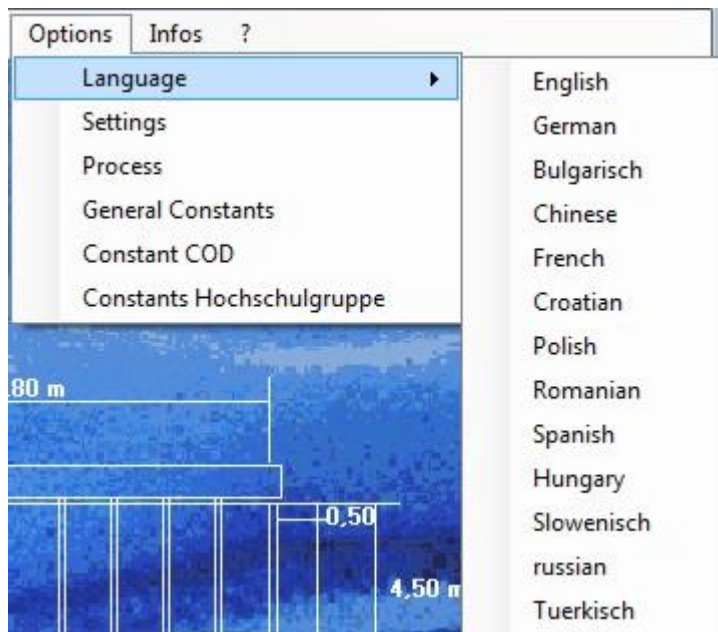 Options Infos ?
Language
Settings
Process
General Constants
Constant COD
Constants Hochschulgruppe
English
German
Bulgarisch
Chinese
French
Croatian
Polish
Romanian
Spanish
Hungary
Slowenisch
russian
Tuerkisch
.80 m
0,50
4,50 m